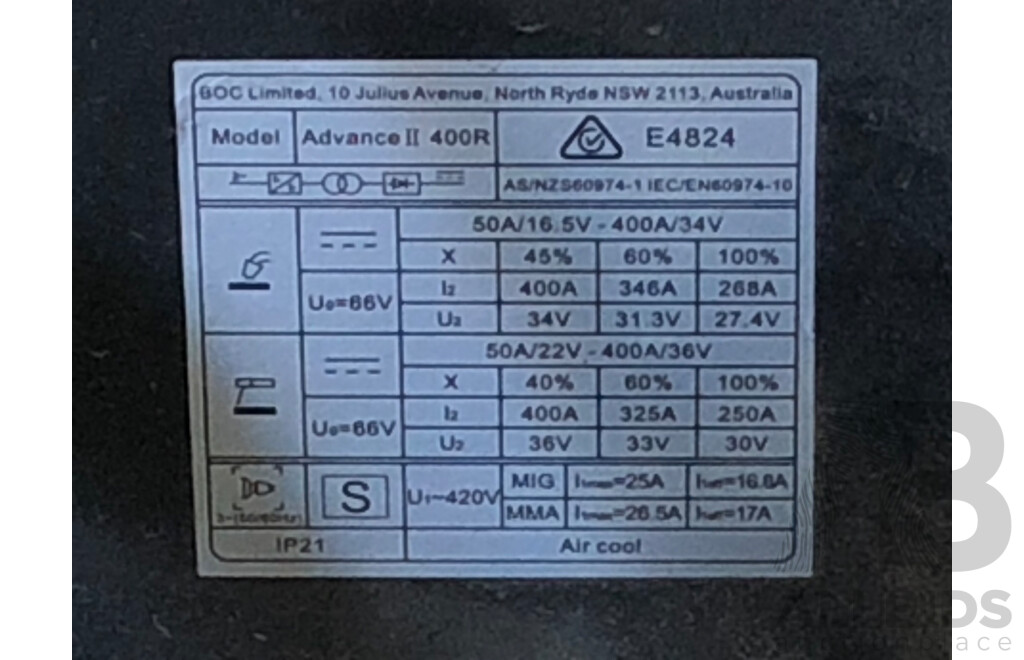 BOC Limited, 10 Julius Avenue, North Ryde NSW 2113, Australia
Model Advance II 400R E4824
AS/NZS60974-1 IEC/EN60974-10
50A/16.5V - 400A/34V
X 45% 60% 100%
U₀=66V I₂ 400A 346A 268A
U₂ 34V 31.3V 27.4V
50A/22V - 400A/36V
X 40% 60% 100%
U₀=66V I₂ 400A 325A 250A
U₂ 36V 33V 30V
S U₁~420V MIG I₁max=25A I₁eff=16.8A
MMA I₁max=26.5A I₁eff=17A
3~(50/60Hz)
IP21 Air cool